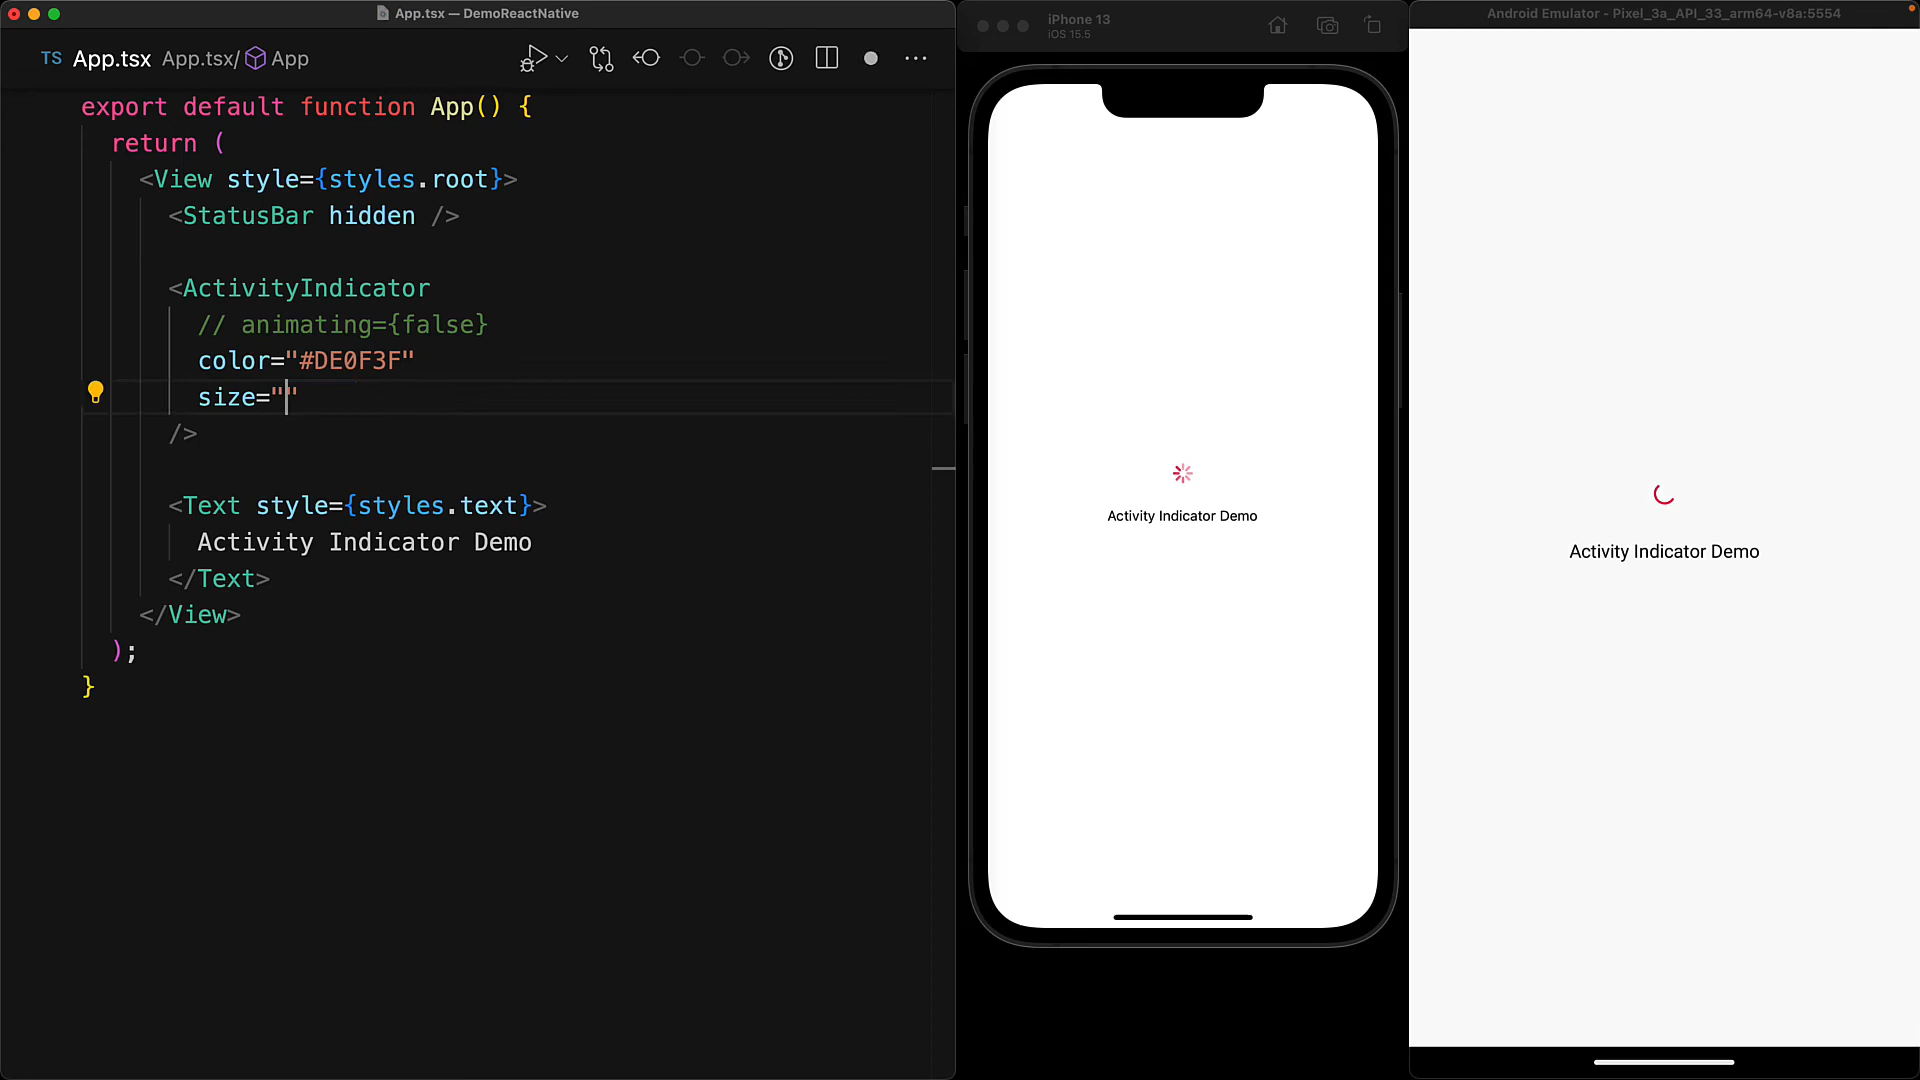 App.tsx — DemoReactNative
TS App.tsx App.tsx/ App
export default function App() {
return (
<View style={styles.root}>
<StatusBar hidden />
<ActivityIndicator
// animating={false}
color="#DE0F3F"
size=""
/>
<Text style={styles.text}>
Activity Indicator Demo
</Text>
</View>
);
}
iPhone 13
iOS 15.5
Activity Indicator Demo
Android Emulator - Pixel_3a_API_33_arm64-v8a:5554
Activity Indicator Demo